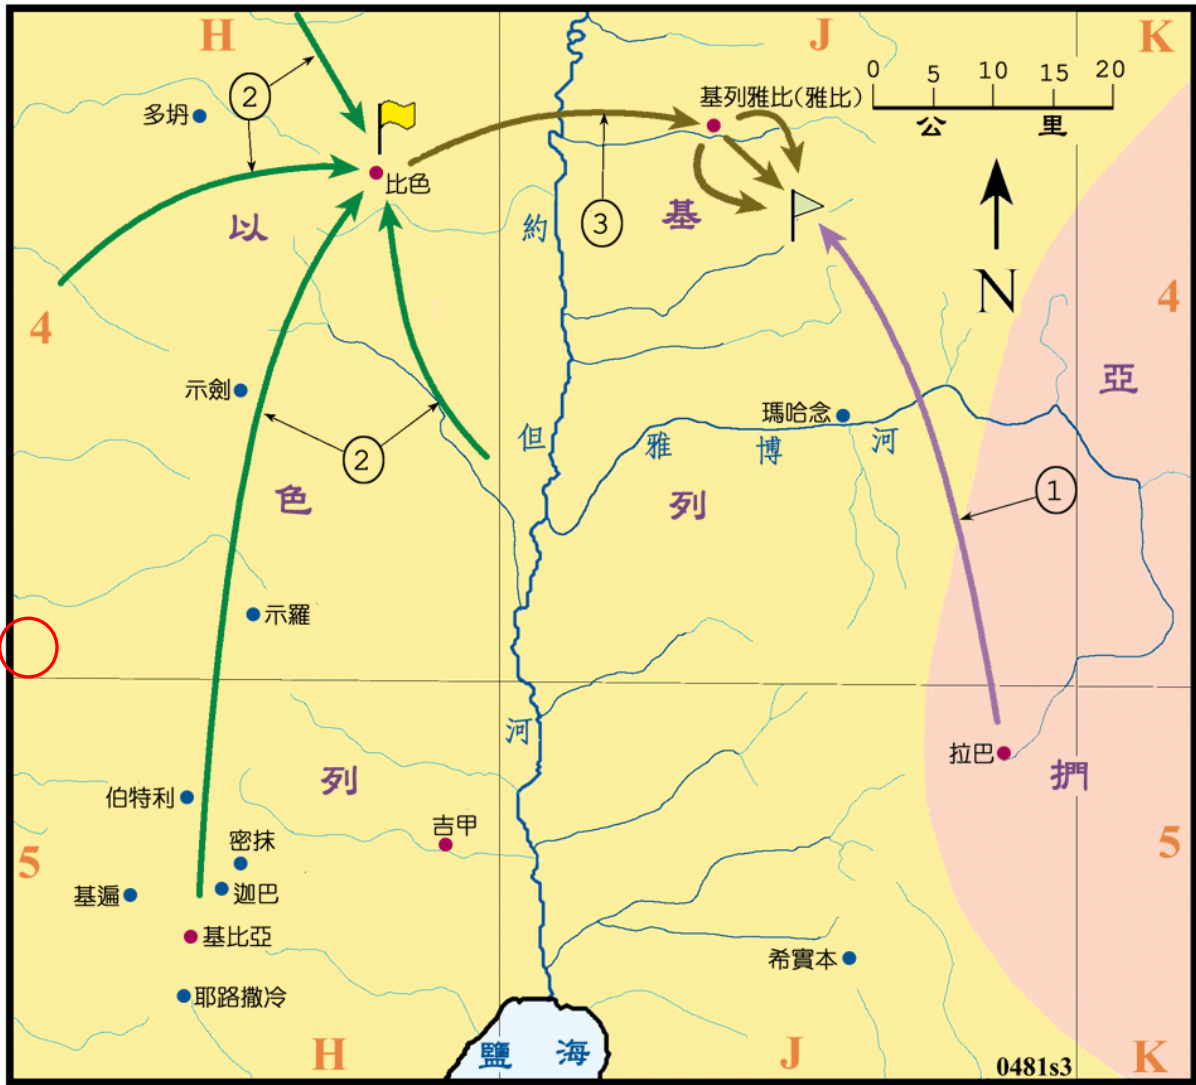 H
J
K
0 5 10 15 20
公 里
基列雅比(雅比)
2
多坍
比色
3
以
約
基
N
4
4
亞
示劍
瑪哈念
但
雅 博 河
2
色
列
1
示羅
河
拉巴
列
捫
伯特利
吉甲
密抹
5
5
基遍
迦巴
基比亞
希實本
耶路撒冷
H
鹽 海
J
K
0481s3